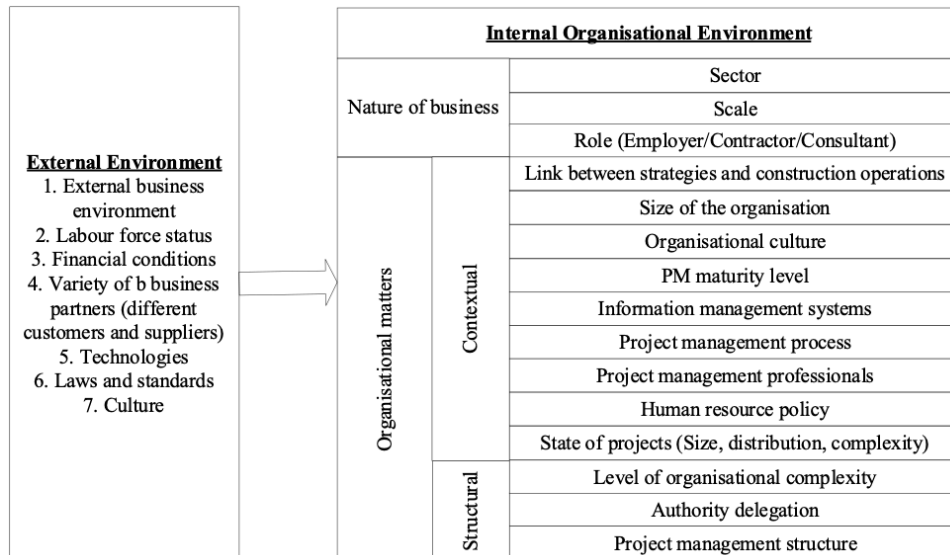 External Environment
1. External business
environment
2. Labour force status
3. Financial conditions
4. Variety of b business
partners (different
customers and suppliers)
5. Technologies
6. Laws and standards
7. Culture
Internal Organisational Environment
Nature of business
Sector
Scale
Role (Employer/Contractor/Consultant)
Organisational matters
Contextual
Link between strategies and construction operations
Size of the organisation
Organisational culture
PM maturity level
Information management systems
Project management process
Project management professionals
Human resource policy
State of projects (Size, distribution, complexity)
Structural
Level of organisational complexity
Authority delegation
Project management structure